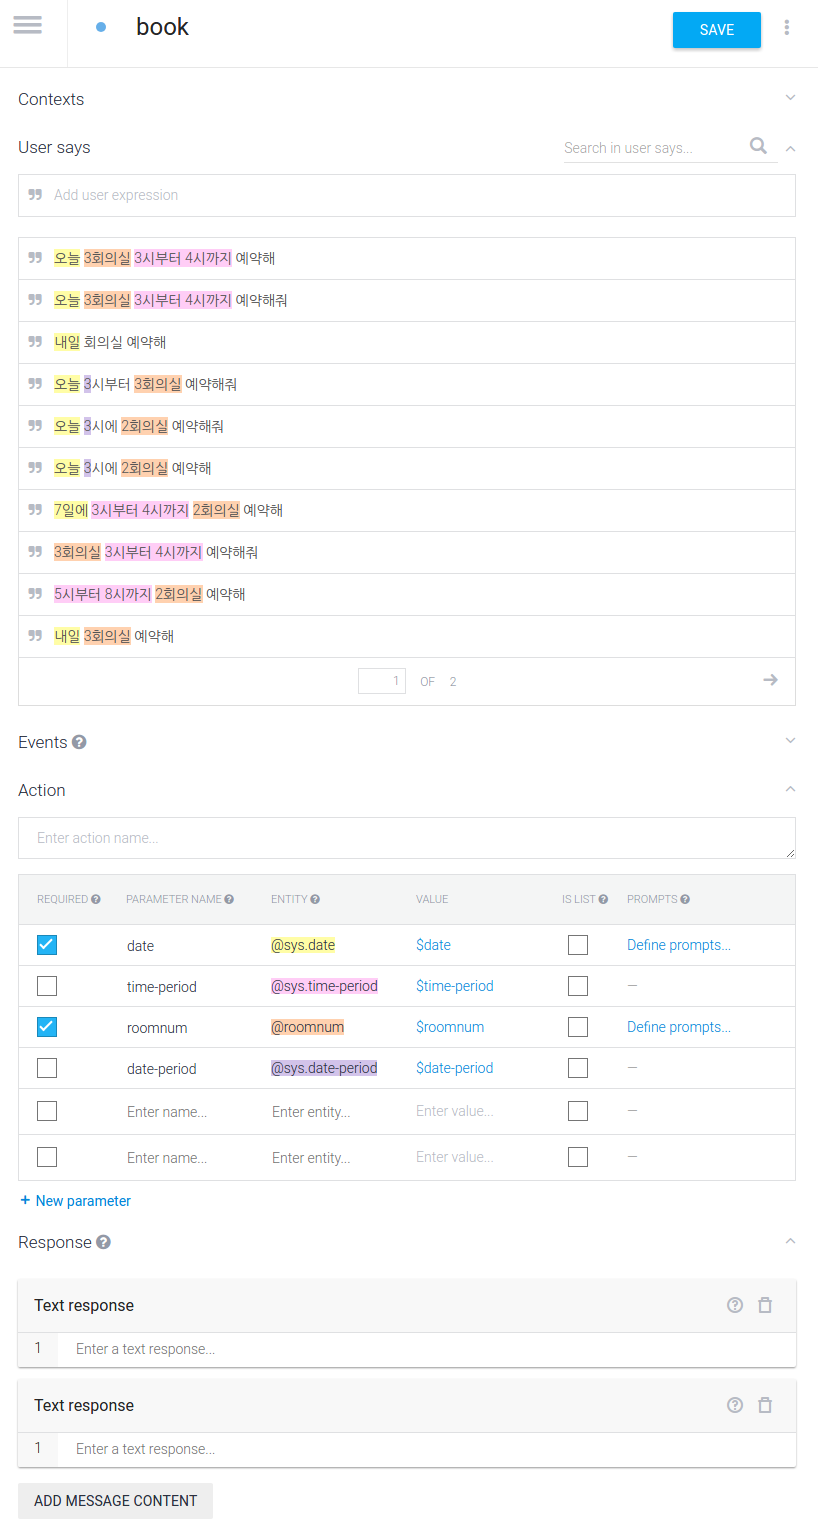 book
SAVE
Contexts
User says
Search in user says...
Add user expression
오늘 3회의실 3시부터 4시까지 예약해
오늘 3회의실 3시부터 4시까지 예약해줘
내일 회의실 예약해
오늘 3시부터 3회의실 예약해줘
오늘 3시에 2회의실 예약해줘
오늘 3시에 2회의실 예약해
7일에 3시부터 4시까지 2회의실 예약해
3회의실 3시부터 4시까지 예약해줘
5시부터 8시까지 2회의실 예약해
내일 3회의실 예약해
1 OF 2
Events
Action
Enter action name...
REQUIRED PARAMETER NAME ENTITY VALUE IS LIST PROMPTS
date @sys.date $date Define prompts...
time-period @sys.time-period $time-period –
roomnum @roomnum $roomnum Define prompts...
date-period @sys.date-period $date-period –
Enter name... Enter entity... Enter value... –
Enter name... Enter entity... Enter value... –
+ New parameter
Response
Text response
1 Enter a text response...
Text response
1 Enter a text response...
ADD MESSAGE CONTENT